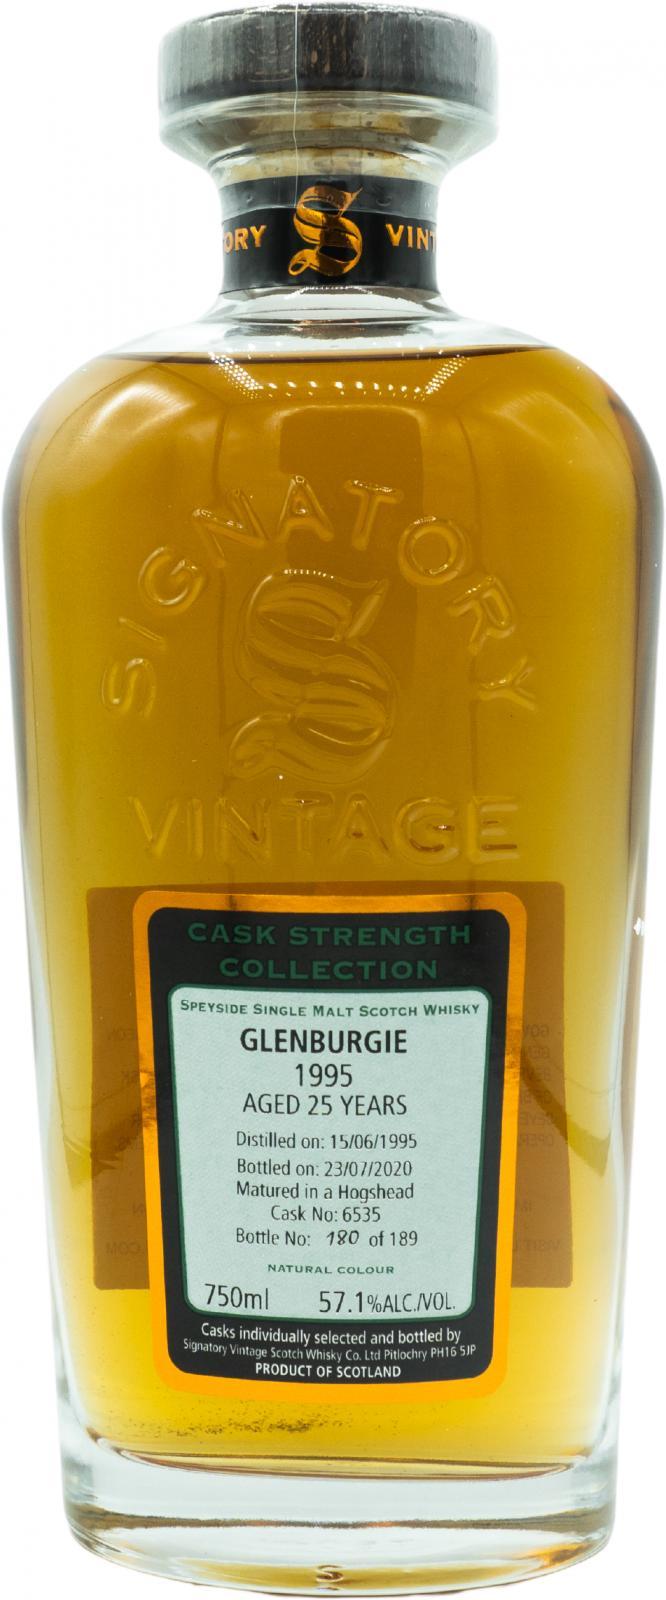 ORY S VINT
SIGNATORY
S
VINTAGE
CASK STRENGTH
COLLECTION
SPEYSIDE SINGLE MALT SCOTCH WHISKY
GLENBURGIE
1995
AGED 25 YEARS
Distilled on: 15/06/1995
Bottled on: 23/07/2020
Matured in a Hogshead
Cask No: 6535
Bottle No: 180 of 189
NATURAL COLOUR
750ml 57.1%ALC./VOL.
Casks individually selected and bottled by
Signatory Vintage Scotch Whisky Co. Ltd Pitlochry PH16 5JP
PRODUCT OF SCOTLAND